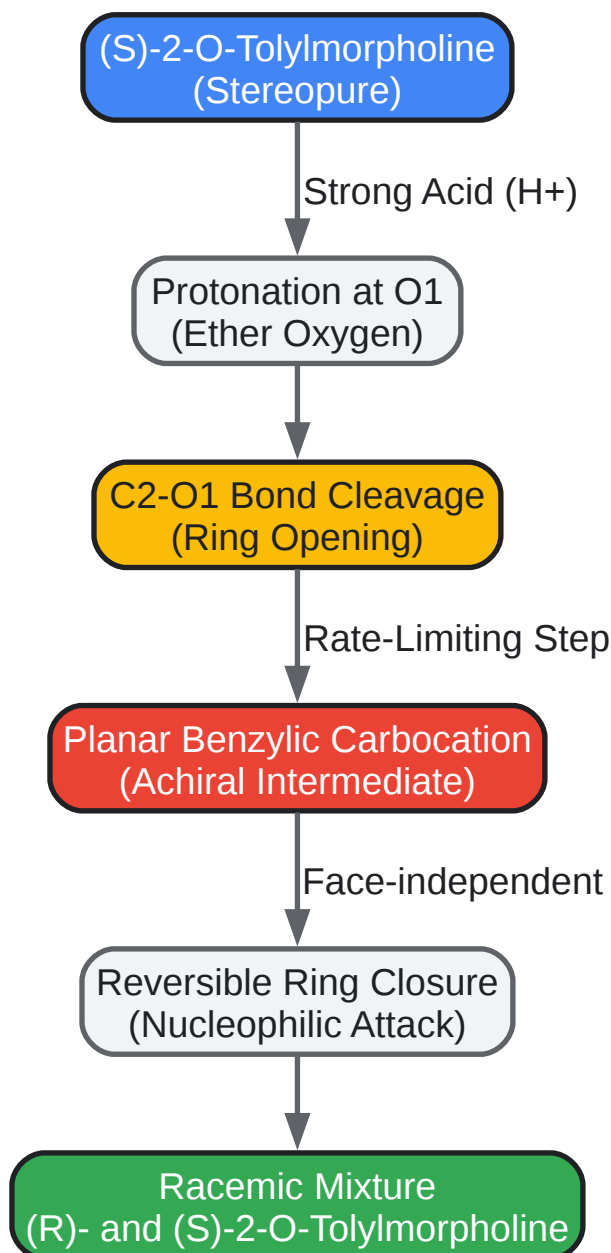 (S)-2-O-Tolylmorpholine
(Stereopure)
Strong Acid (H+)
Protonation at O1
(Ether Oxygen)
C2-O1 Bond Cleavage
(Ring Opening)
Rate-Limiting Step
Planar Benzylic Carbocation
(Achiral Intermediate)
Face-independent
Reversible Ring Closure
(Nucleophilic Attack)
Racemic Mixture
(R)- and (S)-2-O-Tolylmorpholine